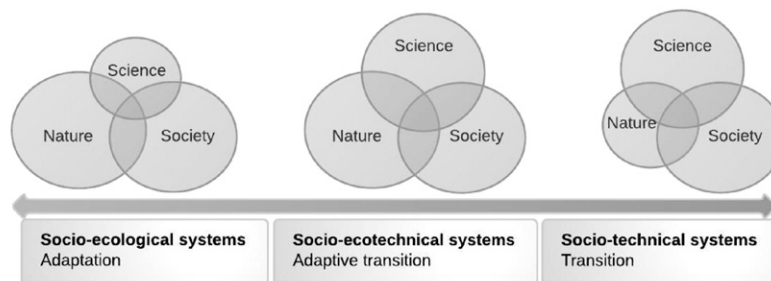 Science
Nature
Society
Science
Nature
Society
Science
Nature
Society
Socio-ecological systems
Adaptation
Socio-ecotechnical systems
Adaptive transition
Socio-technical systems
Transition